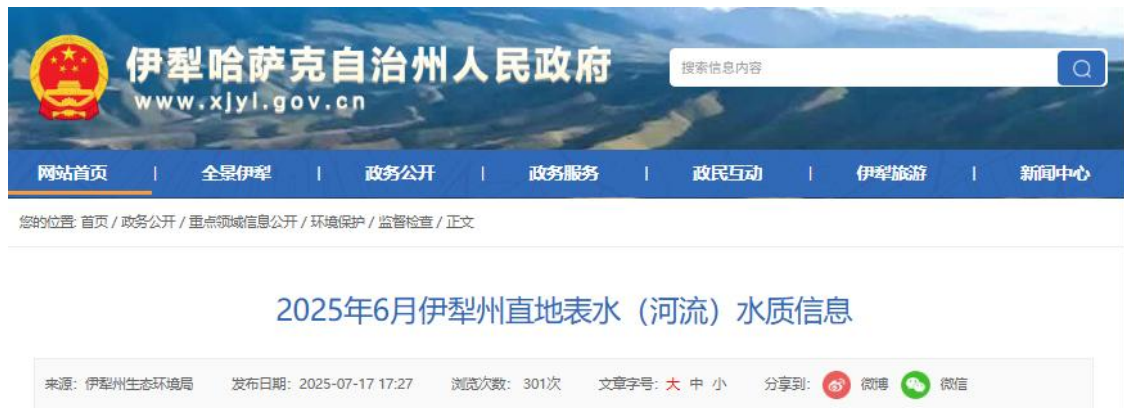 伊犁哈萨克自治州人民政府
www.xjyl.gov.cn
搜索信息内容
网站首页 | 全景伊犁 | 政务公开 | 政务服务 | 政民互动 | 伊犁旅游 | 新闻中心
您的位置: 首页 / 政务公开 / 重点领域信息公开 / 环境保护 / 监督检查 / 正文
2025年6月伊犁州直地表水（河流）水质信息
来源：伊犁州生态环境局 发布日期：2025-07-17 17:27 浏览次数：301次 文章字号：大 中 小 分享到： 微博 微信